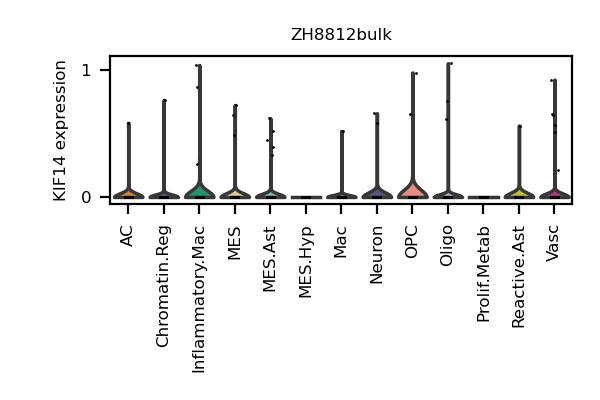 ZH8812bulk
KIF14 expression
1
0
AC
Chromatin.Reg
Inflammatory.Mac
MES
MES.Ast
MES.Hyp
Mac
Neuron
OPC
Oligo
Prolif.Metab
Reactive.Ast
Vasc